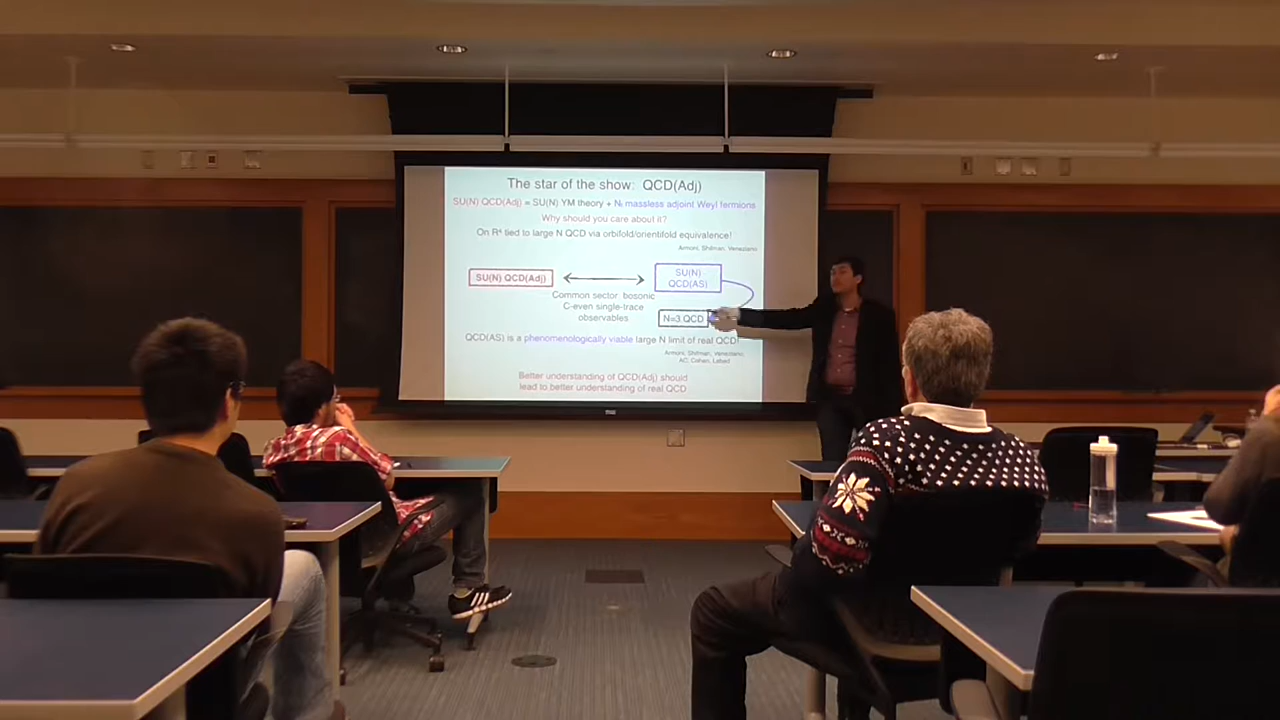 The star of the show: QCD(Adj)
SU(N) QCD(Adj) = SU(N) YM theory + Nf massless adjoint Weyl fermions
Why should you care about it?
On R⁴ tied to large N QCD via orbifold/orientifold equivalence!
Armoni, Shifman, Veneziano
SU(N) QCD(Adj)
SU(N)
QCD(AS)
Common sector: bosonic
C-even single-trace
observables
N=3 QCD
QCD(AS) is a phenomenologically viable large N limit of real QCD!
Armoni, Shifman, Veneziano;
AC, Cohen, Lebed
Better understanding of QCD(Adj) should
lead to better understanding of real QCD